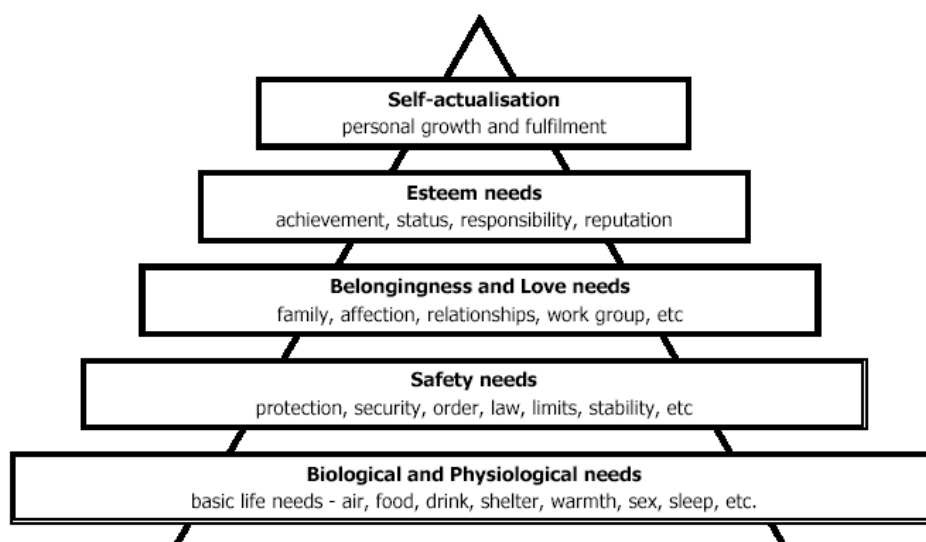 Self-actualisation
personal growth and fulfilment
Esteem needs
achievement, status, responsibility, reputation
Belongingness and Love needs
family, affection, relationships, work group, etc
Safety needs
protection, security, order, law, limits, stability, etc
Biological and Physiological needs
basic life needs - air, food, drink, shelter, warmth, sex, sleep, etc.